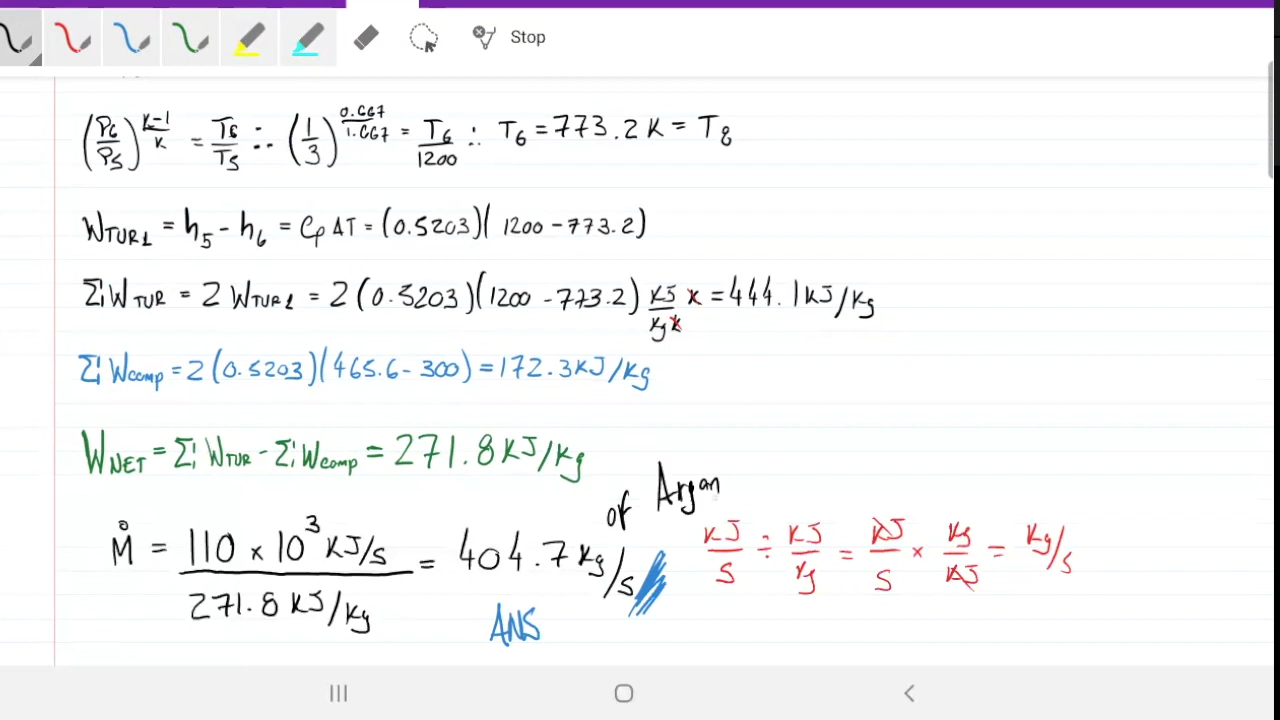 Stop
(P6/P5)^(K-1/K) = T6/T5 ∴ (1/3)^(0.667/1.667) = T6/1200 ∴ T6 = 773.2 K = T8
WTUR1 = h5 - h6 = Cp ΔT = (0.5203)(1200 - 773.2)
Σ WTUR = 2 WTUR1 = 2(0.5203)(1200 - 773.2) KJ/Kg K K = 444.1 KJ/Kg
Σ Wcomp = 2(0.5203)(465.6 - 300) = 172.3 KJ/Kg
WNET = Σ WTUR - Σ Wcomp = 271.8 KJ/Kg
Ṁ = 110 × 10³ KJ/s / 271.8 KJ/Kg = 404.7 Kg/s of Argan
KJ/S ÷ KJ/Kg = KJ/S × Kg/KJ = Kg/s
ANS